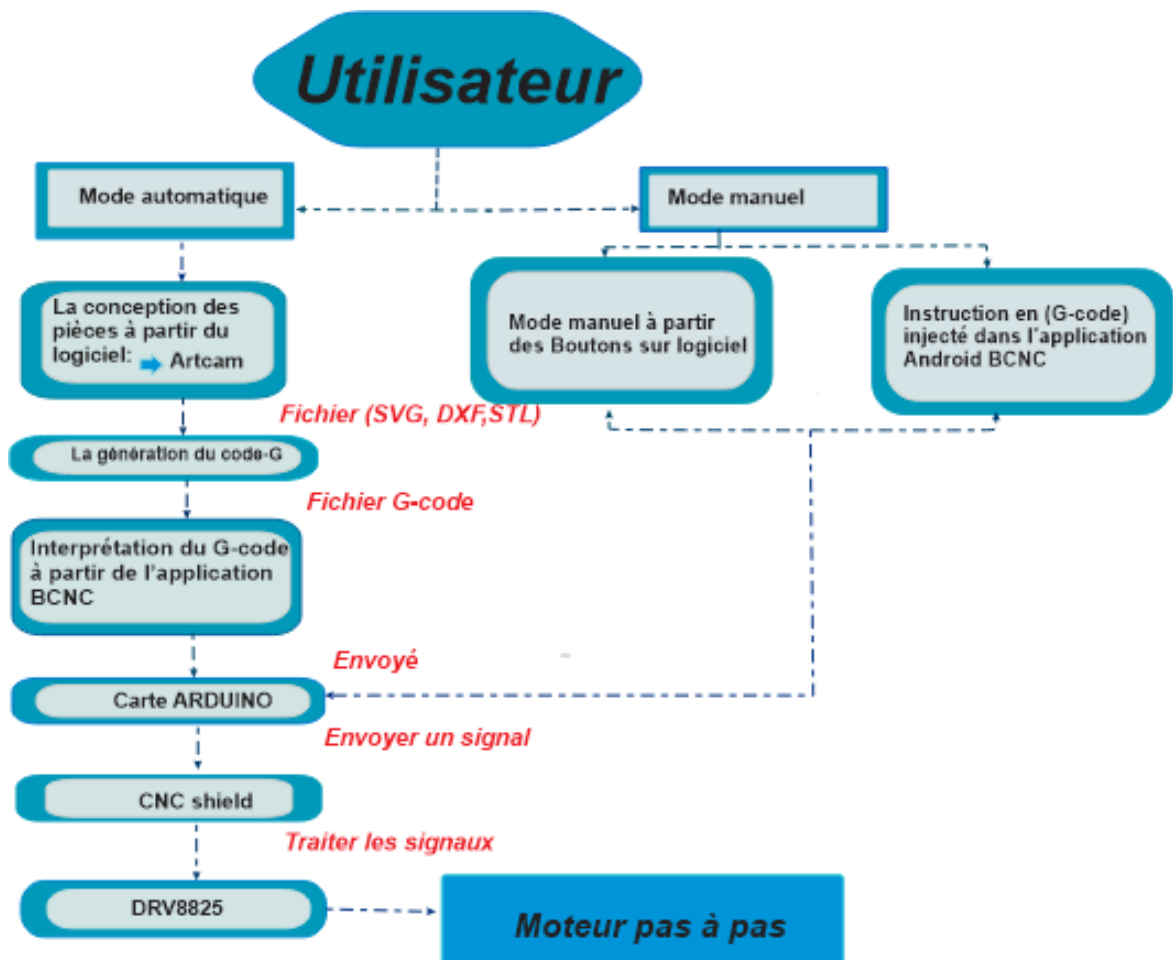 Utilisateur
Mode automatique
Mode manuel
La conception des
pièces à partir du
logiciel: Artcam
Mode manuel à partir
des Boutons sur logiciel
Instruction en (G-code)
injecté dans l'application
Android BCNC
Fichier (SVG, DXF,STL)
La génération du code-G
Fichier G-code
Interprétation du G-code
à partir de l'application
BCNC
Envoyé
Carte ARDUINO
Envoyer un signal
CNC shield
Traiter les signaux
DRV8825
Moteur pas à pas